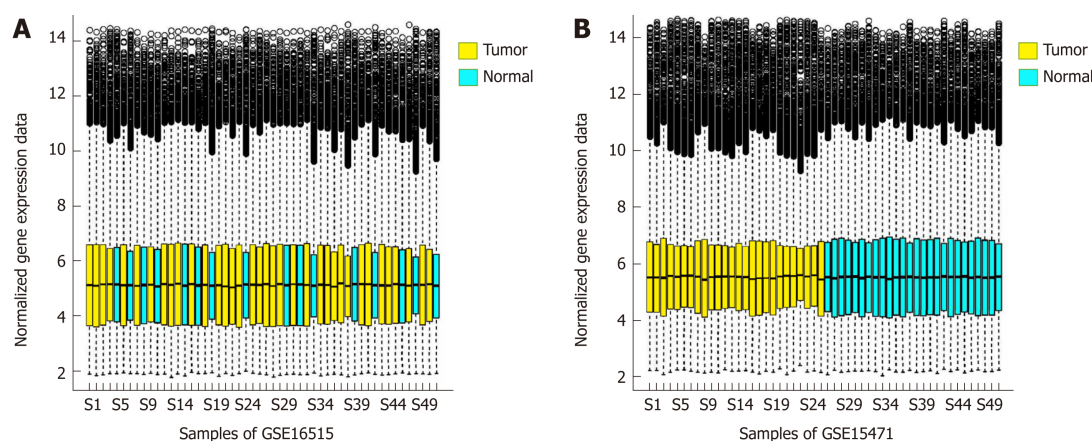 A
Normalized gene expression data
14
12
10
8
6
4
2
S1 S5 S9 S14 S19 S24 S29 S34 S39 S44 S49
Samples of GSE16515
Tumor
Normal
B
Normalized gene expression data
14
12
10
8
6
4
2
S1 S5 S9 S14 S19 S24 S29 S34 S39 S44 S49
Samples of GSE15471
Tumor
Normal